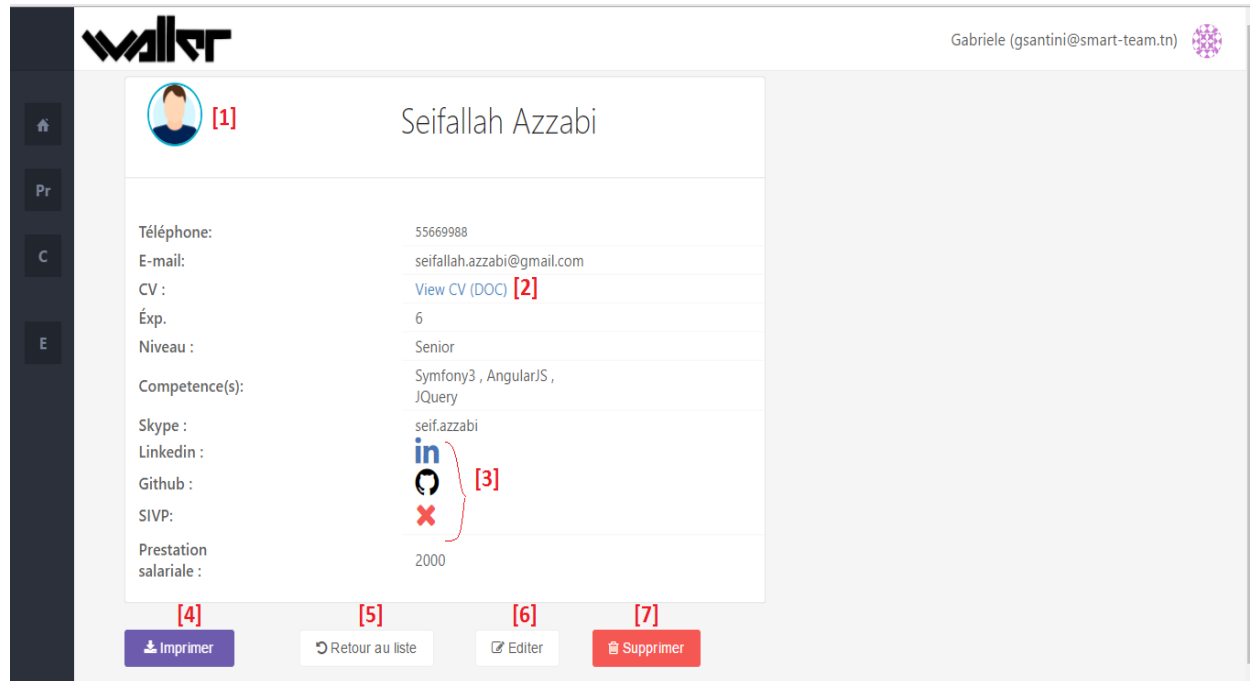 waller
Gabriele (gsantini@smart-team.tn)
[1]
Seifallah Azzabi
Pr
C
E
Téléphone: 55669988
E-mail: seifallah.azzabi@gmail.com
CV : View CV (DOC) [2]
Éxp. 6
Niveau : Senior
Competence(s): Symfony3 , AngularJS ,
JQuery
Skype : seif.azzabi
Linkedin : in
Github :
[3]
SIVP:
Prestation
salariale : 2000
[4] [5] [6] [7]
Imprimer Retour au liste Editer Supprimer